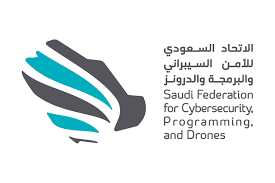 الاتحاد السعودي
للأمن السيبراني
والبرمجة والدرونز
Saudi Federation
for Cybersecurity,
Programming,
and Drones